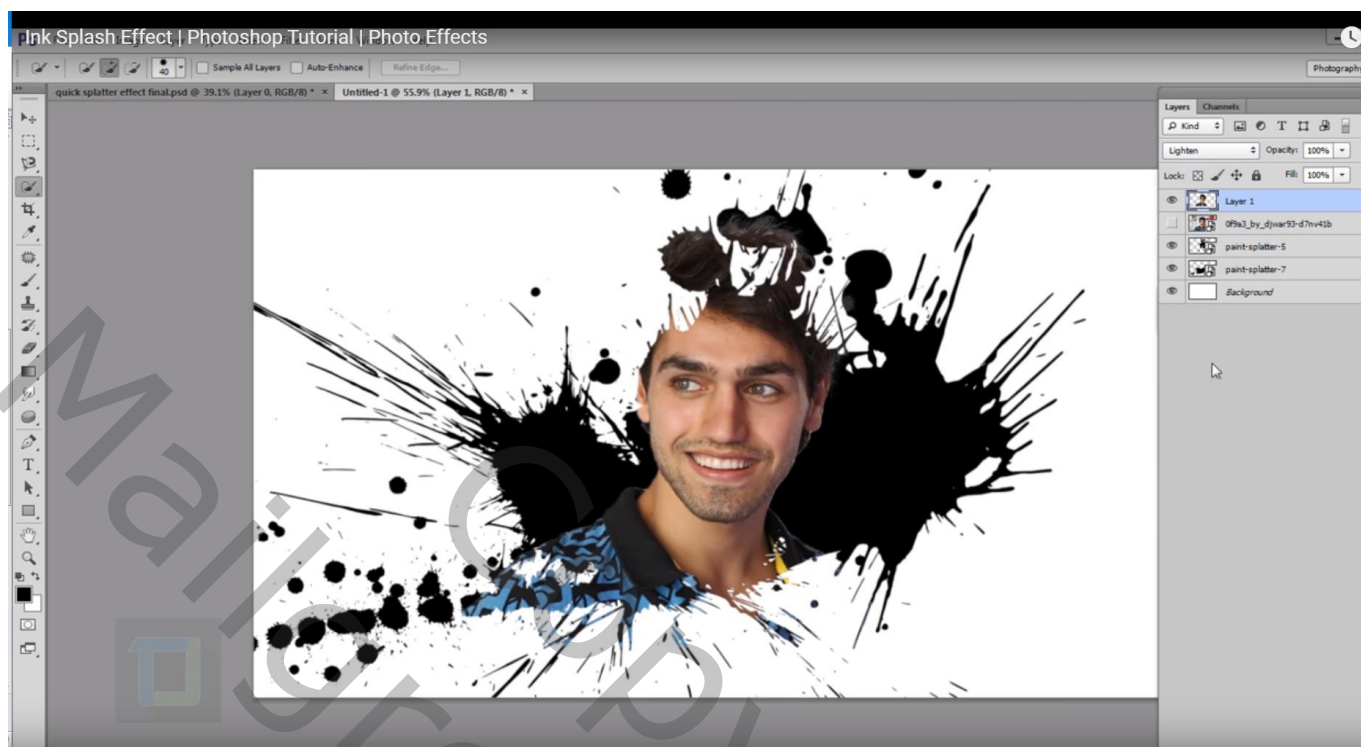 Ink Splash Effect | Photoshop Tutorial | Photo Effects
40 Sample All Layers Auto-Enhance Refine Edge...
Photography
quick splatter effect final.psd @ 39.1% (Layer 0, RGB/8) * × Untitled-1 @ 55.9% (Layer 1, RGB/8) * ×
Layers Channels
Kind
Lighten Opacity: 100%
Lock: Fill: 100%
Layer 1
0f9a3_by_djwar93-d7nv41b
paint-splatter-5
paint-splatter-7
Background